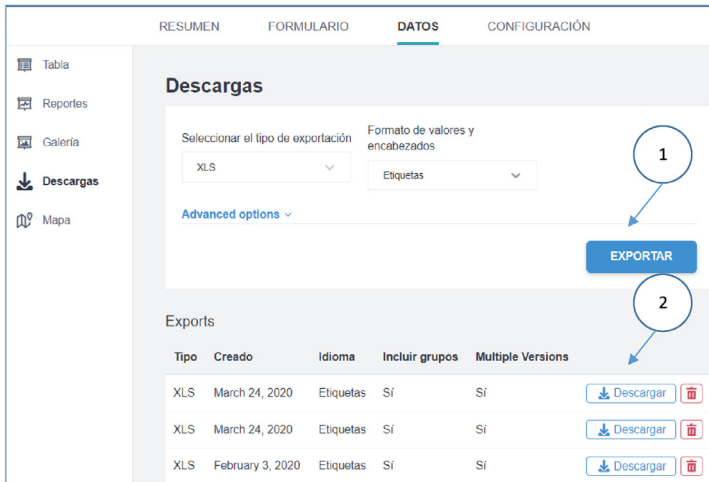 RESUMEN FORMULARIO DATOS CONFIGURACIÓN
Tabla
Reportes
Galería
Descargas
Mapa
Descargas
Seleccionar el tipo de exportación
XLS
Formato de valores y
encabezados
Etiquetas
Advanced options
1
EXPORTAR
2
Exports
Tipo Creado Idioma Incluir grupos Multiple Versions
XLS March 24, 2020 Etiquetas Sí Sí Descargar
XLS March 24, 2020 Etiquetas Sí Sí Descargar
XLS February 3, 2020 Etiquetas Sí Sí Descargar